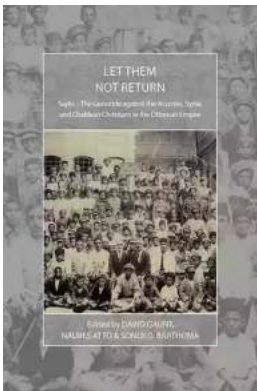 LET THEM
NOT RETURN
Sayfo – The Genocide against the Assyrian, Syriac
and Chaldean Christians in the Ottoman Empire
Edited by DAVID GAUNT,
NAURES ATTO & SONER O. BARTHOMA